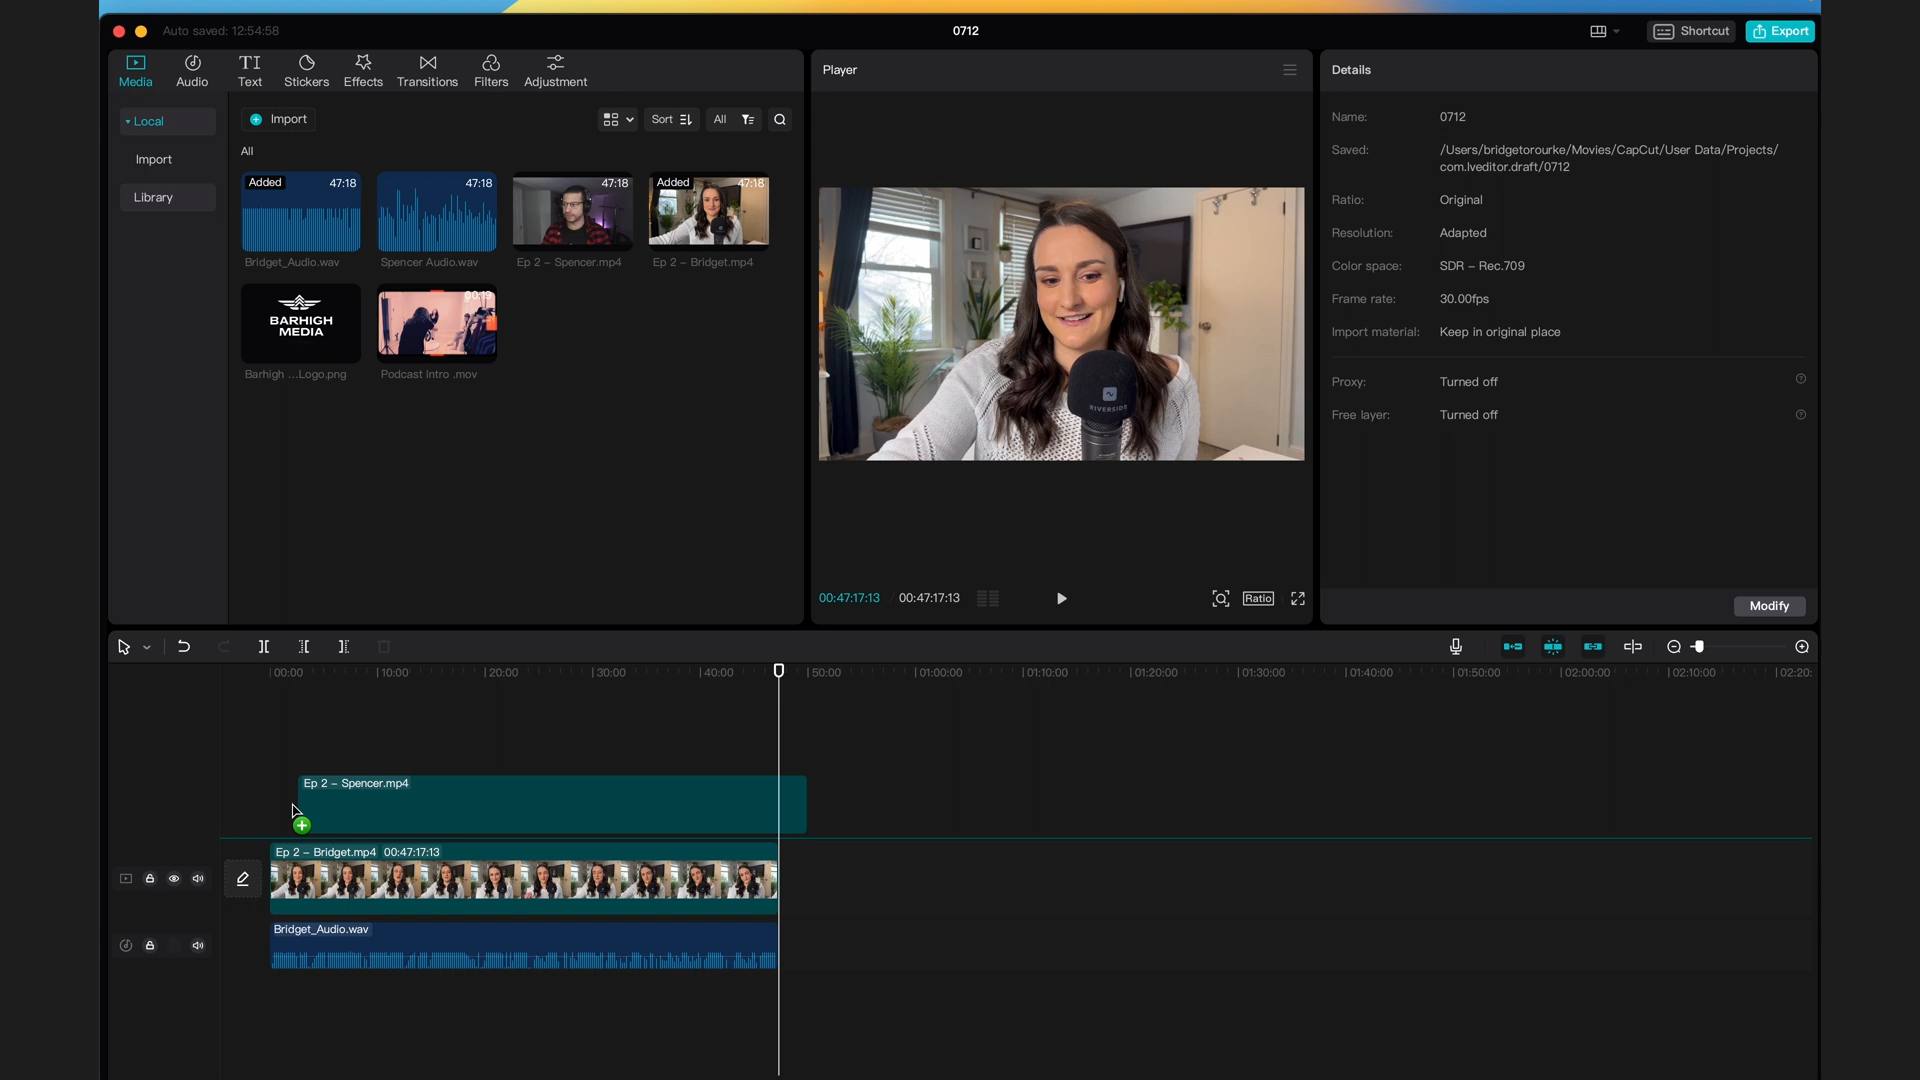 Auto saved: 12:54:58
0712
Shortcut
Export
Media
Audio
TI
Text
Stickers
Effects
Transitions
Filters
Adjustment
Local
Import
Library
Import
Sort
All
All
Added
47:18
Bridget_Audio.wav
47:18
Spencer Audio.wav
47:18
Ep 2 – Spencer.mp4
Added
47:18
Ep 2 – Bridget.mp4
BARHIGH
MEDIA
Barhigh ...Logo.png
00:19
Podcast Intro .mov
Player
RIVERSIDE
00:47:17:13
00:47:17:13
Ratio
Details
Name: 0712
Saved: /Users/bridgetorourke/Movies/CapCut/User Data/Projects/
com.lveditor.draft/0712
Ratio: Original
Resolution: Adapted
Color space: SDR – Rec.709
Frame rate: 30.00fps
Import material: Keep in original place
Proxy: Turned off
Free layer: Turned off
Modify
00:00
10:00
20:00
30:00
40:00
50:00
01:00:00
01:10:00
01:20:00
01:30:00
01:40:00
01:50:00
02:00:00
02:10:00
02:20:
Ep 2 – Spencer.mp4
Ep 2 – Bridget.mp4 00:47:17:13
Bridget_Audio.wav